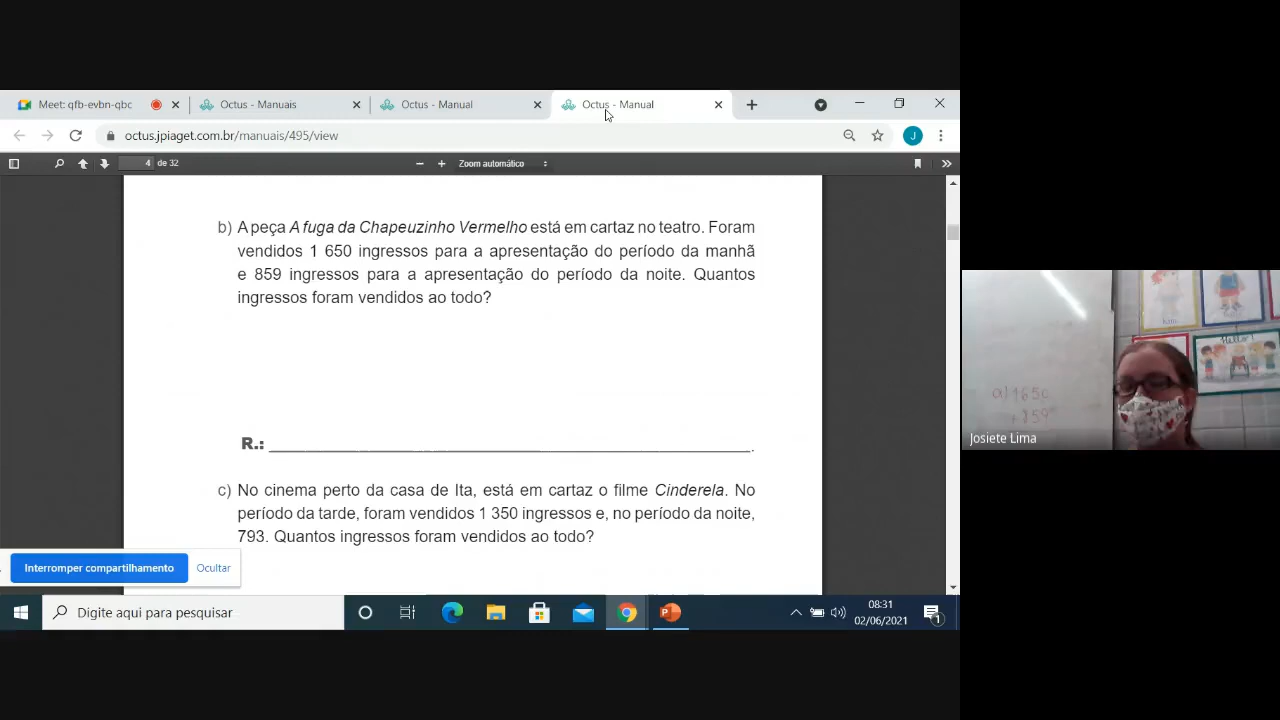 Meet: qfb-evbn-qbc
Octus - Manuais
Octus - Manual
Octus - Manual
octus.jpiaget.com.br/manuais/495/view
J
4 de 32
Zoom automático
b) A peça A fuga da Chapeuzinho Vermelho está em cartaz no teatro. Foram
vendidos 1 650 ingressos para a apresentação do período da manhã
e 859 ingressos para a apresentação do período da noite. Quantos
ingressos foram vendidos ao todo?
R.: ______________________________.
c) No cinema perto da casa de Ita, está em cartaz o filme Cinderela. No
período da tarde, foram vendidos 1 350 ingressos e, no período da noite,
793. Quantos ingressos foram vendidos ao todo?
Interromper compartilhamento
Ocultar
Digite aqui para pesquisar
08:31
02/06/2021
1
a) 1650
+ 859
Hello!
Josiete Lima